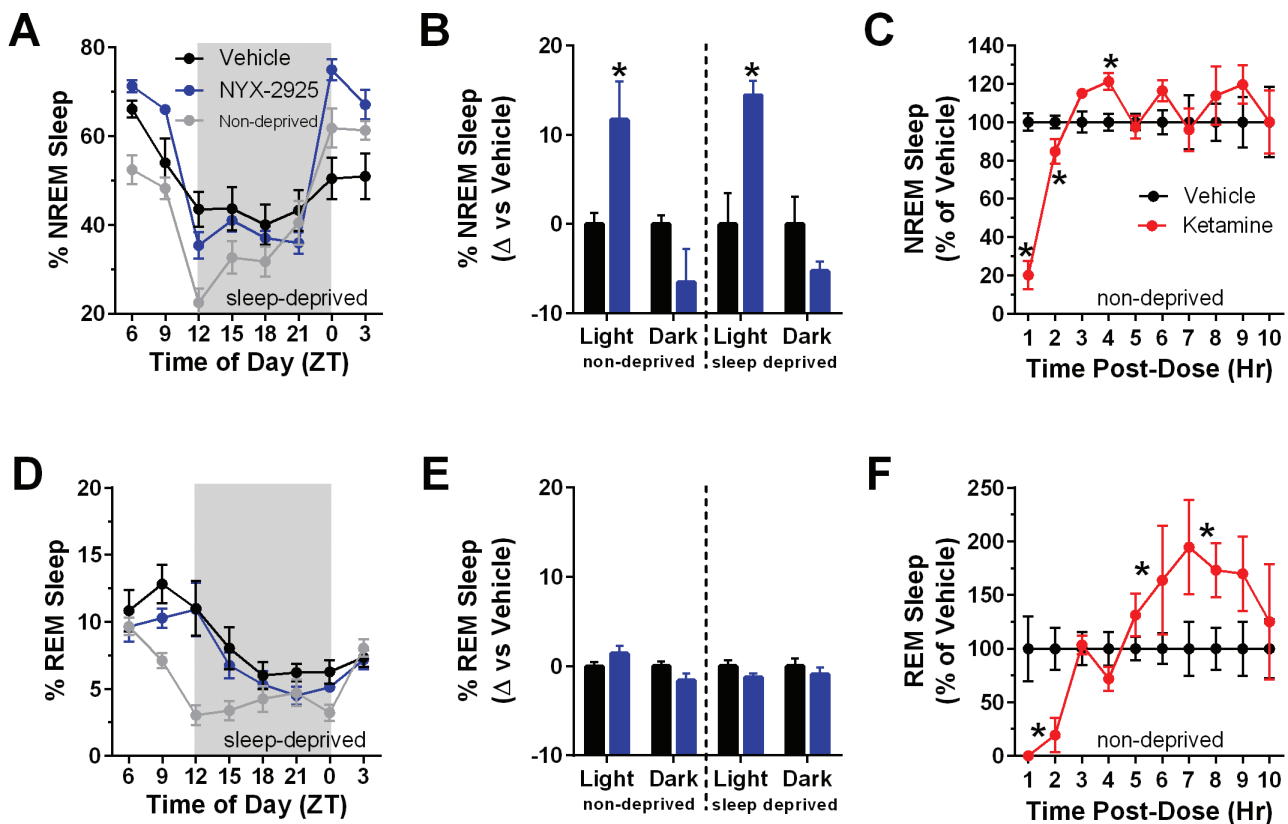 A
% NREM Sleep
80
60
40
20
Vehicle
NYX-2925
Non-deprived
sleep-deprived
6 9 12 15 18 21 0 3
Time of Day (ZT)
B
% NREM Sleep
(Δ vs Vehicle)
20
10
0
-10
*
*
Light Dark Light Dark
non-deprived sleep deprived
C
NREM Sleep
(% of Vehicle)
140
120
100
80
60
40
20
0
*
*
*
Vehicle
Ketamine
non-deprived
1 2 3 4 5 6 7 8 9 10
Time Post-Dose (Hr)
D
% REM Sleep
20
15
10
5
0
sleep-deprived
6 9 12 15 18 21 0 3
Time of Day (ZT)
E
% REM Sleep
(Δ vs Vehicle)
20
10
0
-10
Light Dark Light Dark
non-deprived sleep deprived
F
REM Sleep
(% of Vehicle)
250
200
150
100
50
0
*
*
*
non-deprived
1 2 3 4 5 6 7 8 9 10
Time Post-Dose (Hr)